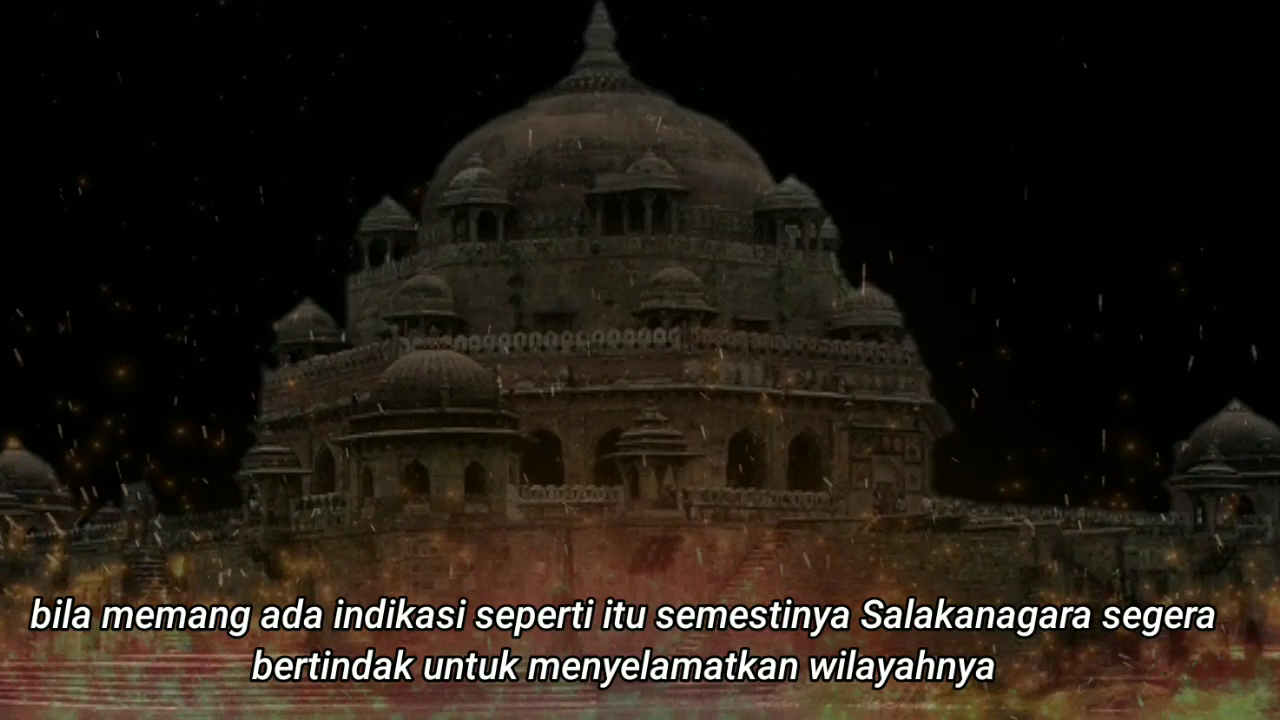 bila memang ada indikasi seperti itu semestinya Salakanagara segera
bertindak untuk menyelamatkan wilayahnya